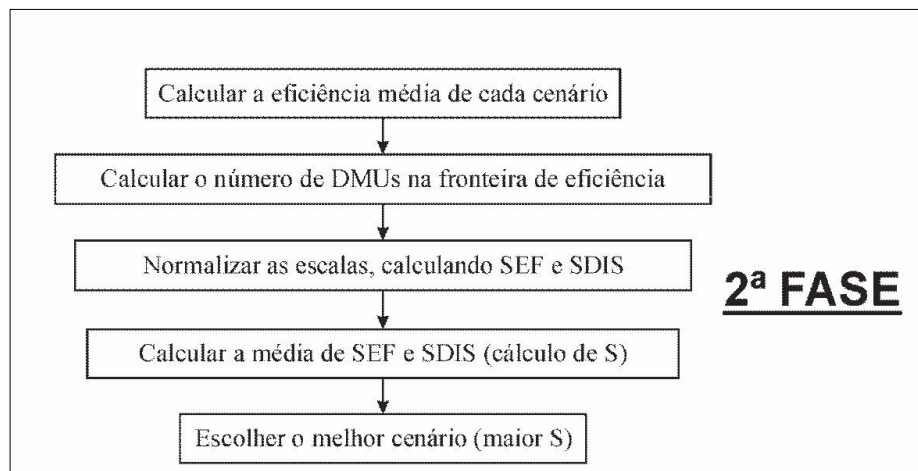 Calcular a eficiência média de cada cenário
Calcular o número de DMUs na fronteira de eficiência
Normalizar as escalas, calculando SEF e SDIS
2ª FASE
Calcular a média de SEF e SDIS (cálculo de S)
Escolher o melhor cenário (maior S)